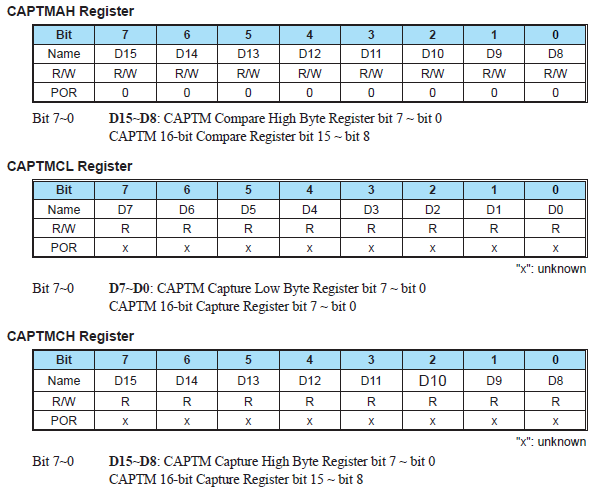 CAPTMAH Register
Bit 7 6 5 4 3 2 1 0
Name D15 D14 D13 D12 D11 D10 D9 D8
R/W R/W R/W R/W R/W R/W R/W R/W R/W
POR 0 0 0 0 0 0 0 0
Bit 7~0 D15~D8: CAPTM Compare High Byte Register bit 7 ~ bit 0
CAPTM 16-bit Compare Register bit 15 ~ bit 8
CAPTMCL Register
Bit 7 6 5 4 3 2 1 0
Name D7 D6 D5 D4 D3 D2 D1 D0
R/W R R R R R R R R
POR x x x x x x x x
"x": unknown
Bit 7~0 D7~D0: CAPTM Capture Low Byte Register bit 7 ~ bit 0
CAPTM 16-bit Capture Register bit 7 ~ bit 0
CAPTMCH Register
Bit 7 6 5 4 3 2 1 0
Name D15 D14 D13 D12 D11 D10 D9 D8
R/W R R R R R R R R
POR x x x x x x x x
"x": unknown
Bit 7~0 D15~D8: CAPTM Capture High Byte Register bit 7 ~ bit 0
CAPTM 16-bit Capture Register bit 15 ~ bit 8